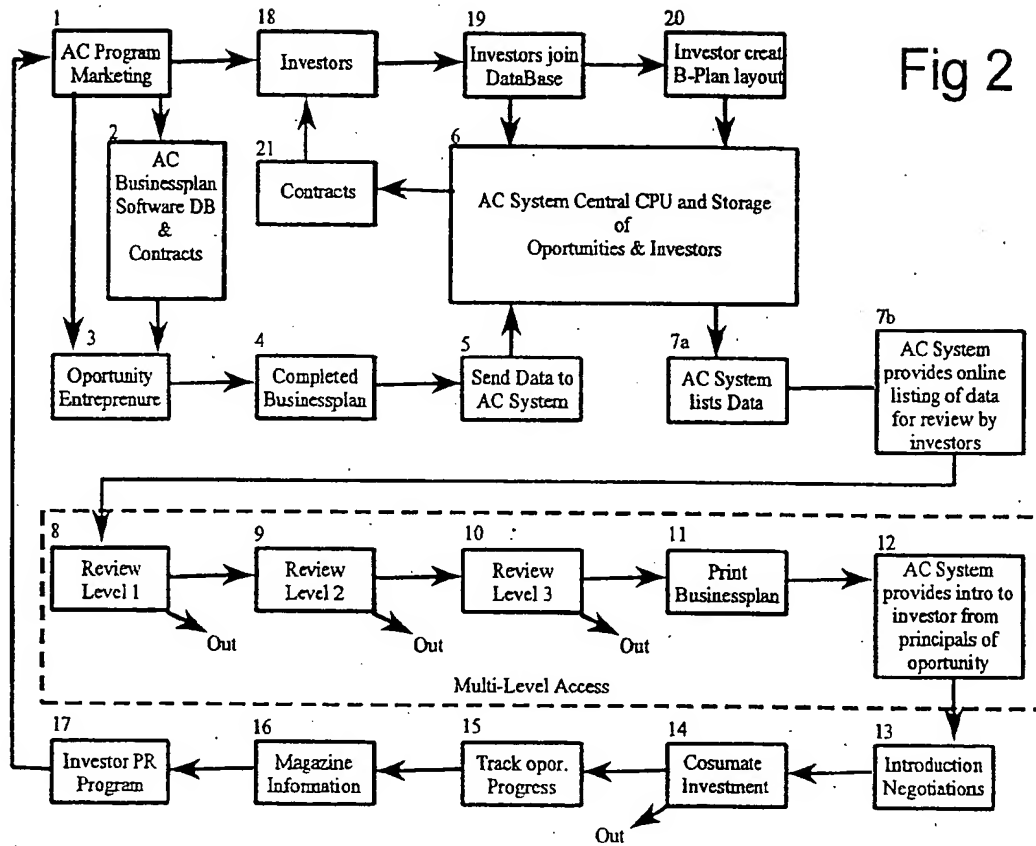 Fig 2
1
AC Program
Marketing
18
Investors
19
Investors join
DataBase
20
Investor creat
B-Plan layout
2
AC
Businessplan
Software DB
&
Contracts
21
Contracts
6
AC System Central CPU and Storage
of
Oportunities & Investors
3
Oportunity
Entreprenure
4
Completed
Businessplan
5
Send Data to
AC System
7a
AC System
lists Data
7b
AC System
provides online
listing of data
for review by
investors
8
Review
Level 1
Out
9
Review
Level 2
Out
10
Review
Level 3
Out
11
Print
Businessplan
12
AC System
provides intro to
investor from
principals of
oportunity
Multi-Level Access
17
Investor PR
Program
16
Magazine
Information
15
Track opor.
Progress
14
Cosumate
Investment
Out
13
Introduction
Negotiations